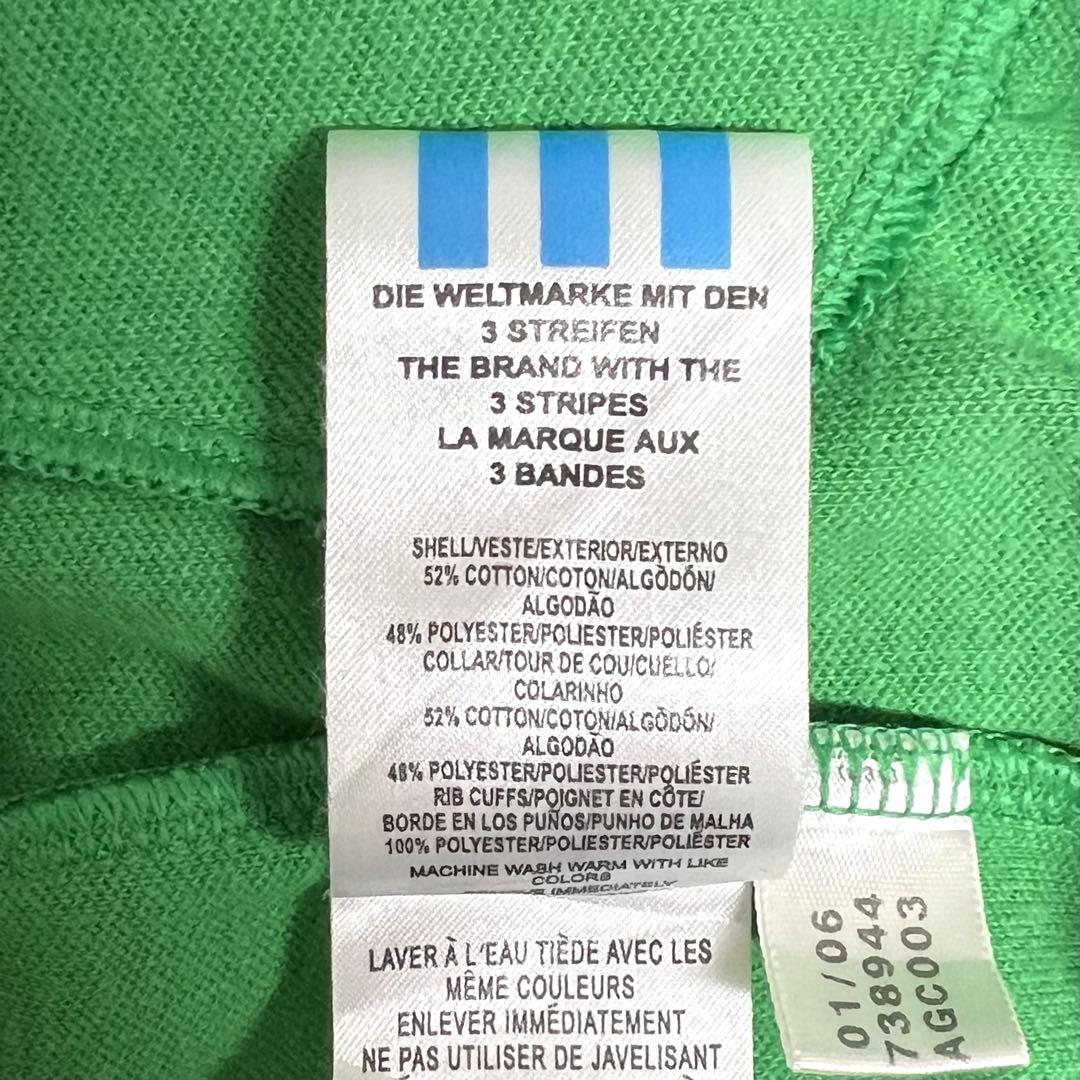 DIE WELTMARKE MIT DEN
3 STREIFEN
THE BRAND WITH THE
3 STRIPES
LA MARQUE AUX
3 BANDES
SHELL/VESTE/EXTERIOR/EXTERNO
52% COTTON/COTON/ALGODÓN/
ALGODÃO
48% POLYESTER/POLIESTER/POLIÉSTER
COLLAR/TOUR DE COU/CUELLO/
COLARINHO
52% COTTON/COTON/ALGODÓN/
ALGODÃO
48% POLYESTER/POLIESTER/POLIÉSTER
RIB CUFFS/POIGNET EN CÔTE/
BORDE EN LOS PUÑOS/PUNHO DE MALHA
100% POLYESTER/POLIESTER/POLIÉSTER
MACHINE WASH WARM WITH LIKE
COLORS
IMMEDIATELY
LAVER À L'EAU TIÈDE AVEC LES
MÊME COULEURS
ENLEVER IMMÉDIATEMENT
NE PAS UTILISER DE JAVELISANT
01/06
738944
AGC003